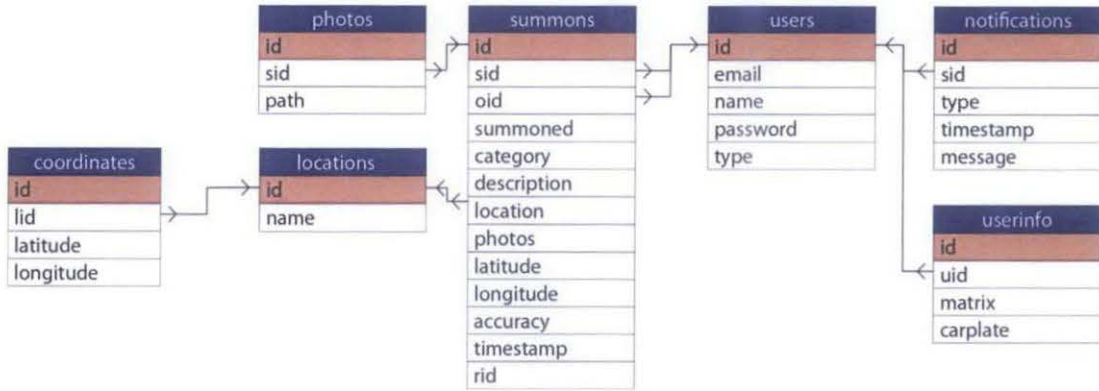 photos
id
sid
path
summons
id
sid
oid
summoned
category
description
location
photos
latitude
longitude
accuracy
timestamp
rid
users
id
email
name
password
type
notifications
id
sid
type
timestamp
message
coordinates
id
lid
latitude
longitude
locations
id
name
userinfo
id
uid
matrix
carplate